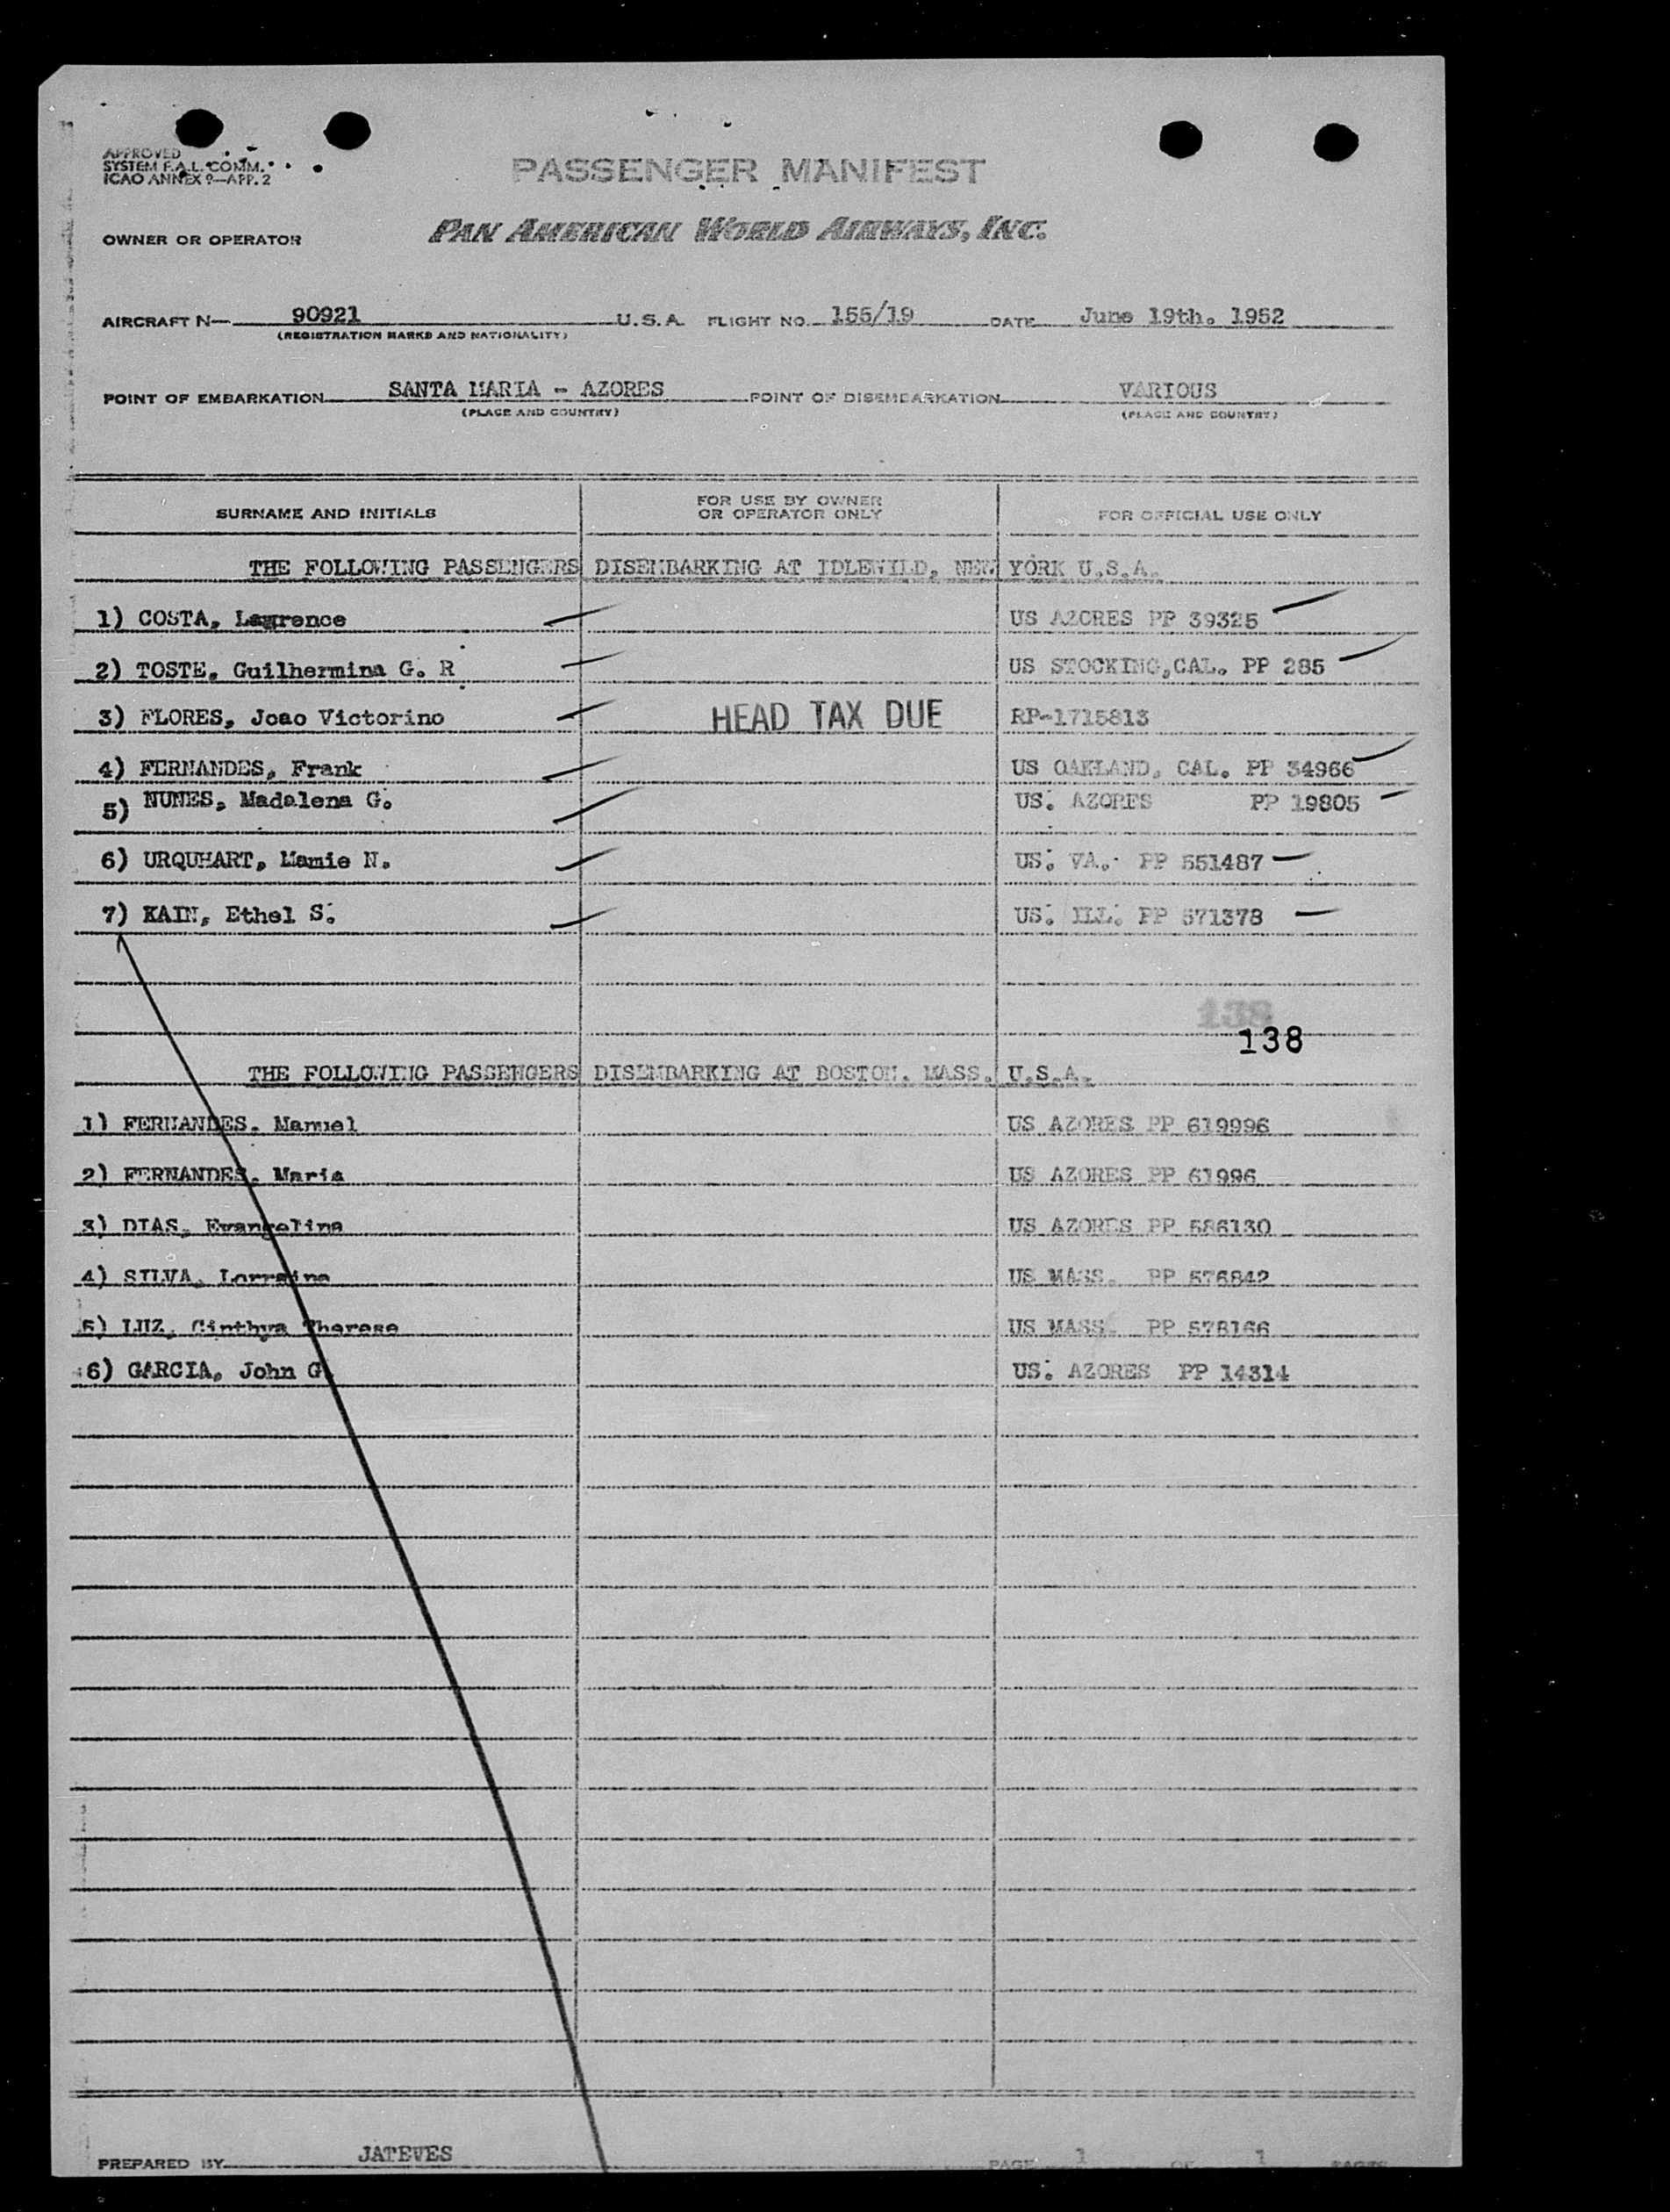 APPROVED
SYSTEM F.A.L. COMM.
ICAO ANNEX 9—APP. 2
PASSENGER MANIFEST
OWNER OR OPERATOR PAN AMERICAN WORLD AIRWAYS, INC.
AIRCRAFT N— 90921 U.S.A. FLIGHT NO. 155/19 DATE June 19th. 1952
(REGISTRATION MARKS AND NATIONALITY)
POINT OF EMBARKATION SANTA MARIA - AZORES POINT OF DISEMBARKATION VARIOUS
(PLACE AND COUNTRY) (PLACE AND COUNTRY)
SURNAME AND INITIALS FOR USE BY OWNER OR OPERATOR ONLY FOR OFFICIAL USE ONLY
THE FOLLOWING PASSENGERS DISEMBARKING AT IDLEWILD, NEW YORK U.S.A.
1) COSTA, Lawrence US AZORES PP 39325
2) TOSTE, Guilhermina G. R US STOCKING, CAL. PP 285
3) FLORES, Joao Victorino HEAD TAX DUE RP-1715813
4) FERNANDES, Frank US OAKLAND, CAL. PP 34966
5) NUNES, Madalena G. US. AZORES PP 19805
6) URQUHART, Mamie N. US. VA. PP 551487
7) KAIN, Ethel S. US. ILL. PP 571378
138
138
THE FOLLOWING PASSENGERS DISEMBARKING AT BOSTON. MASS. U.S.A.
1) FERNANDES. Manuel US AZORES PP 619996
2) FERNANDES. Maria US AZORES PP 61996
3) DIAS, Evangelina US AZORES PP 586130
4) SILVA, Lorraine US MASS. PP 576842
5) LUZ, Cinthya Therese US MASS. PP 578166
6) GARCIA, John G. US. AZORES PP 14314
PREPARED BY JATEVES PAGE 1 OF 1 PAGES